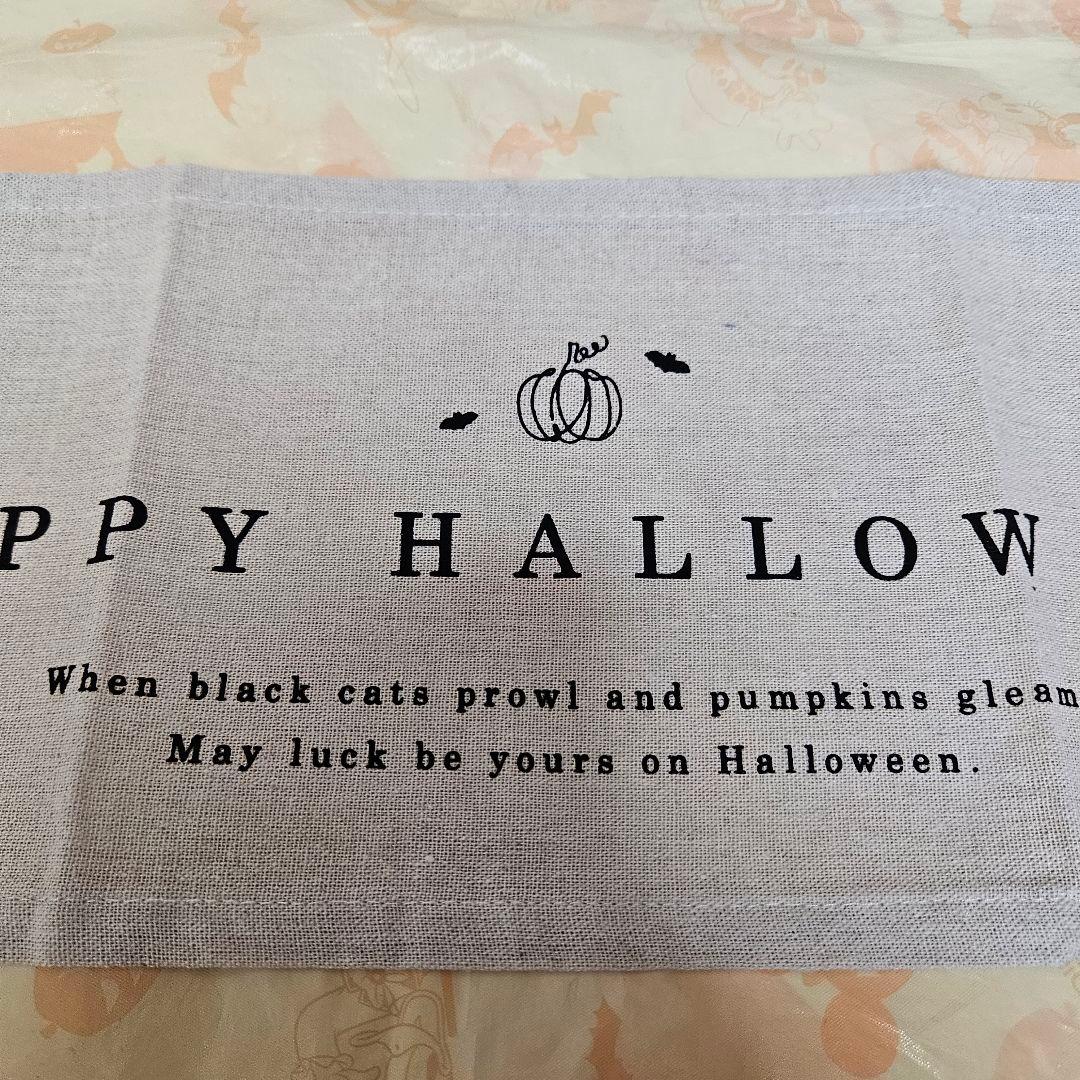 PPY HALLOW
When black cats prowl and pumpkins gleam
May luck be yours on Halloween.